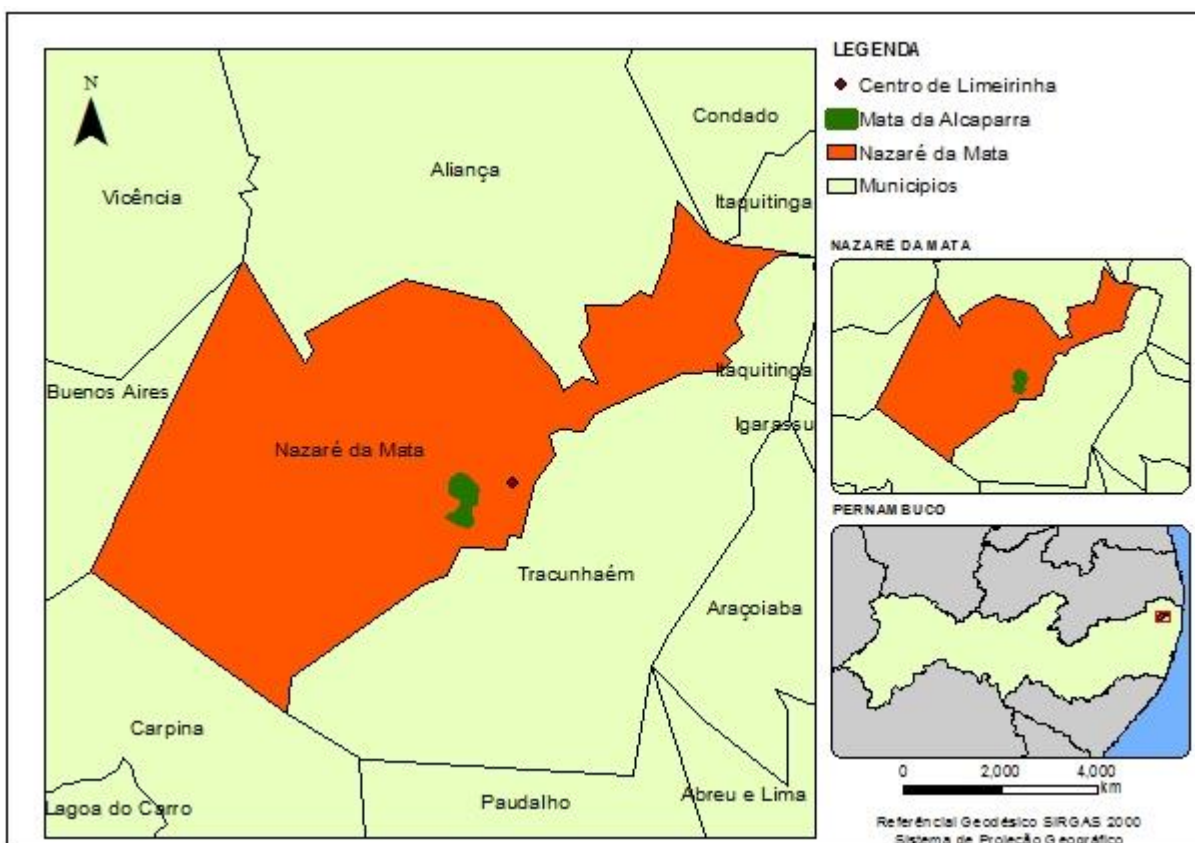 LEGENDA
Centro de Limeirinha
Mata da Alcaparra
Nazaré da Mata
Municípios
N
Condado
Aliança
Vicência
Itaquitinga
Buenos Aires
Itaquitinga
Igarassu
Nazaré da Mata
Tracunhaém
Araçoiaba
Carpina
Lagoa do Carro
Paudalho
Abreu e Lima
NAZARÉ DA MATA
PERNAMBUCO
0 2,000 4,000
km
Referêncial Geodésico SIRGAS 2000
Sistema de Projeção Geográfico